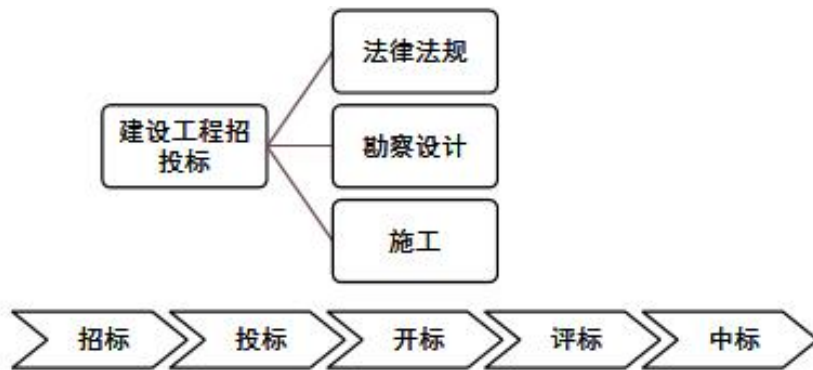 法律法规
建设工程招
投标
勘察设计
施工
招标
投标
开标
评标
中标